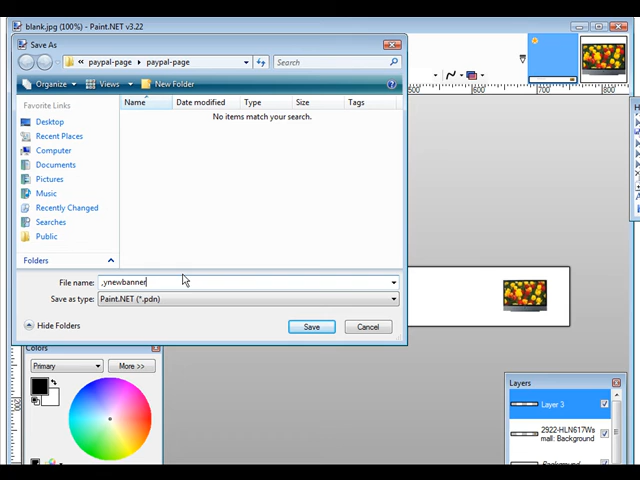 blank.jpg (100%) - Paint.NET v3.22
Save As
« paypal-page ▸ paypal-page
Search
Organize
Views
New Folder
Favorite Links
Name
Date modified
Type
Size
Tags
No items match your search.
Desktop
Recent Places
Computer
Documents
Pictures
Music
Recently Changed
Searches
Public
Folders
File name: ,ynewbanner
Save as type: Paint.NET (*.pdn)
Hide Folders
Save
Cancel
500
600
700
800
Colors
Primary
More >>
200
Layers
Layer 3
2922-HLN617Ws
mall: Background
Background